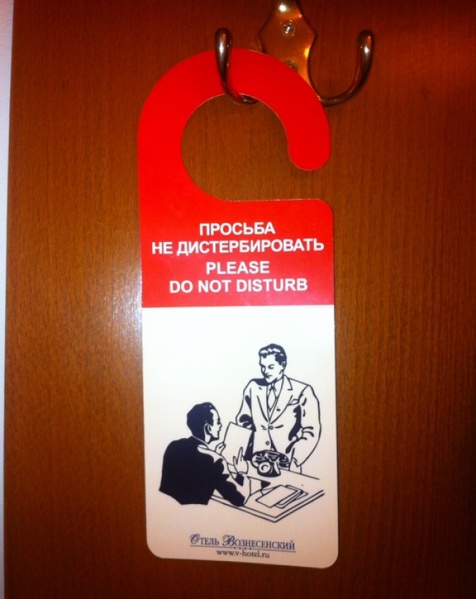 ПРОСЬБА
НЕ ДИСТЕРБИРОВАТЬ
PLEASE
DO NOT DISTURB
ОТЕЛЬ ВОЗНЕСЕНСКИЙ
www.v-hotel.ru